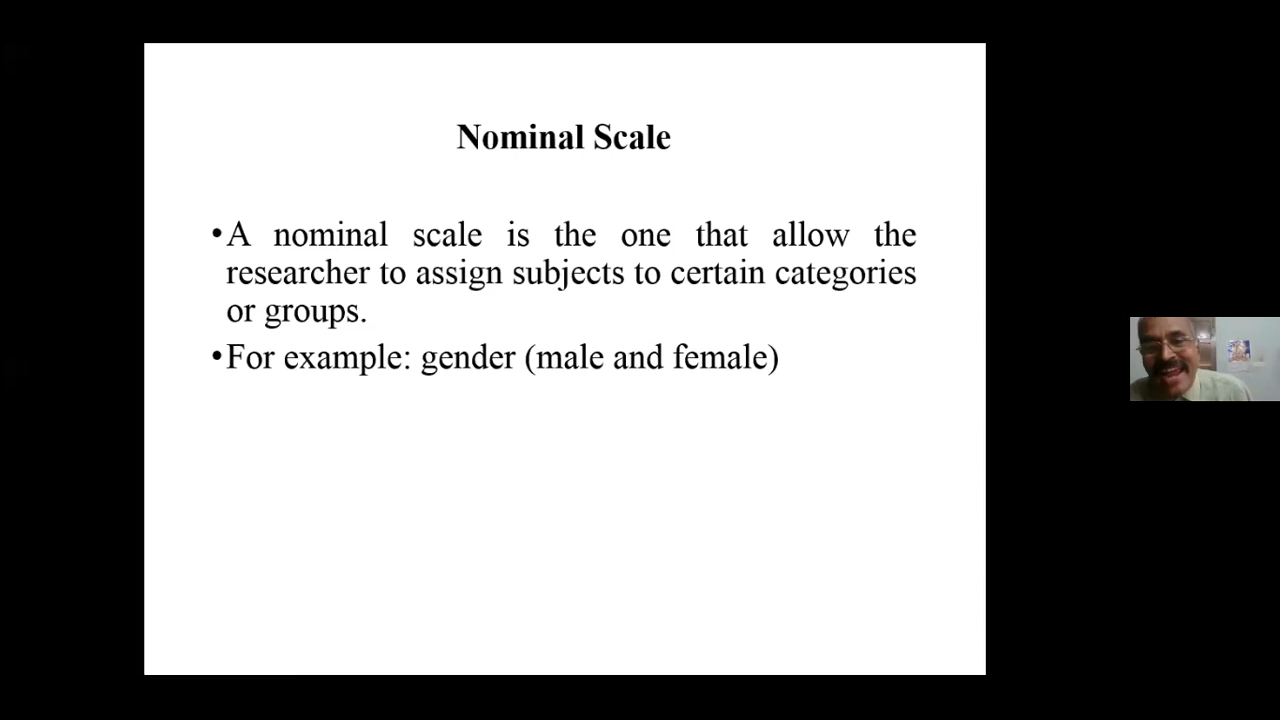 Nominal Scale
•A nominal scale is the one that allow the
researcher to assign subjects to certain categories
or groups.
•For example: gender (male and female)